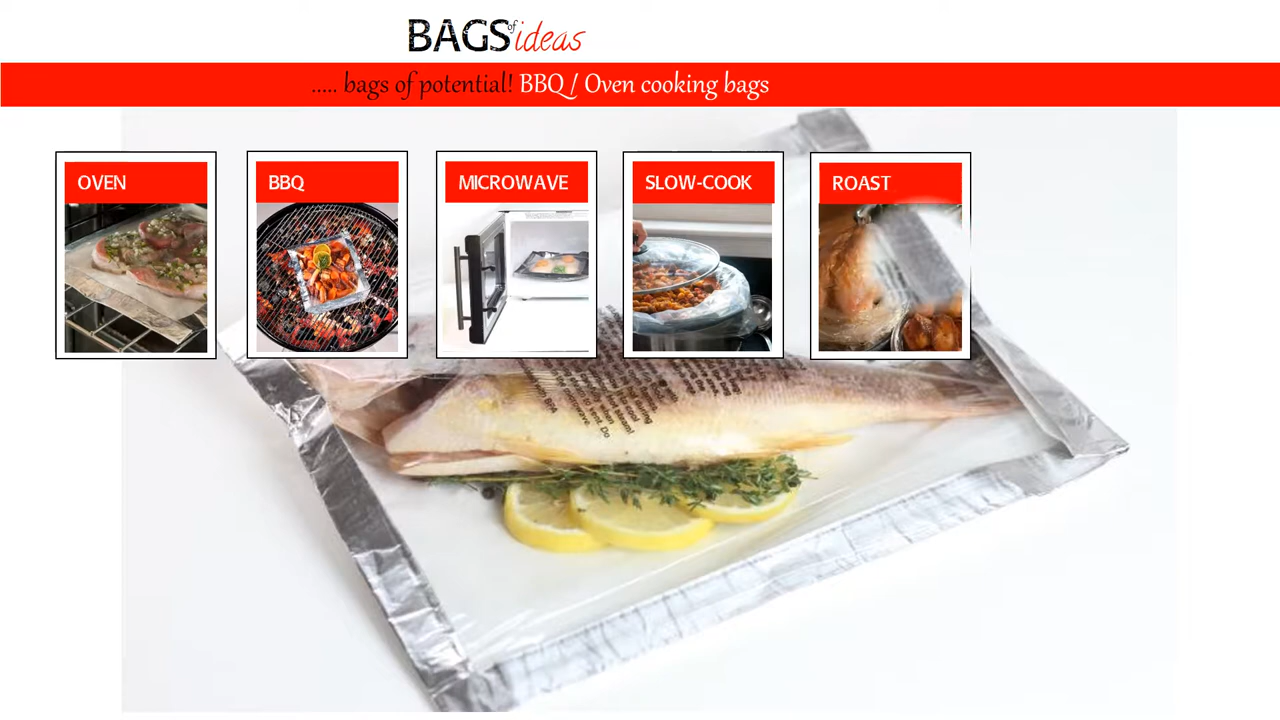 BAGS of ideas
..... bags of potential! BBQ / Oven cooking bags
OVEN
BBQ
MICROWAVE
SLOW-COOK
ROAST